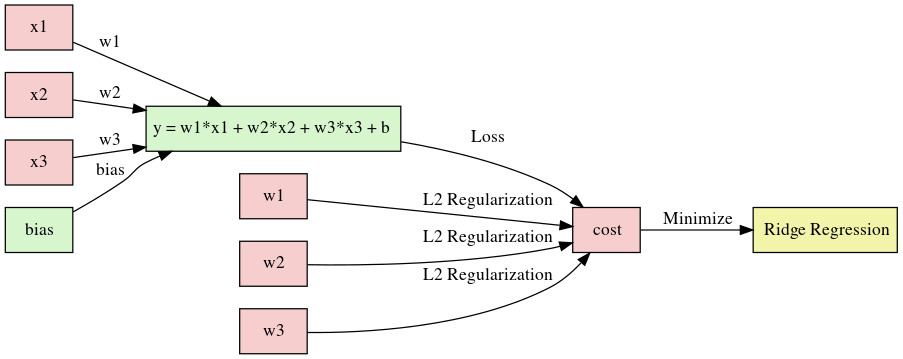 x1
w1
x2
w2
y = w1*x1 + w2*x2 + w3*x3 + b
x3
w3
bias
bias
Loss
w1
L2 Regularization
w2
L2 Regularization
w3
L2 Regularization
cost
Minimize
Ridge Regression